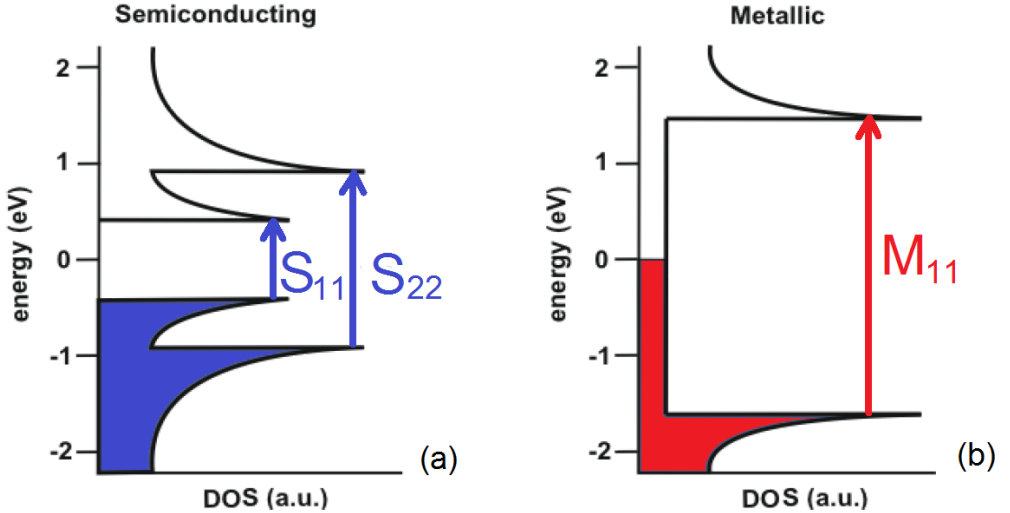 Semiconducting
energy (eV)
2
1
0
-1
-2
S11
S22
(a)
DOS (a.u.)
Metallic
energy (eV)
2
1
0
-1
-2
M11
(b)
DOS (a.u.)